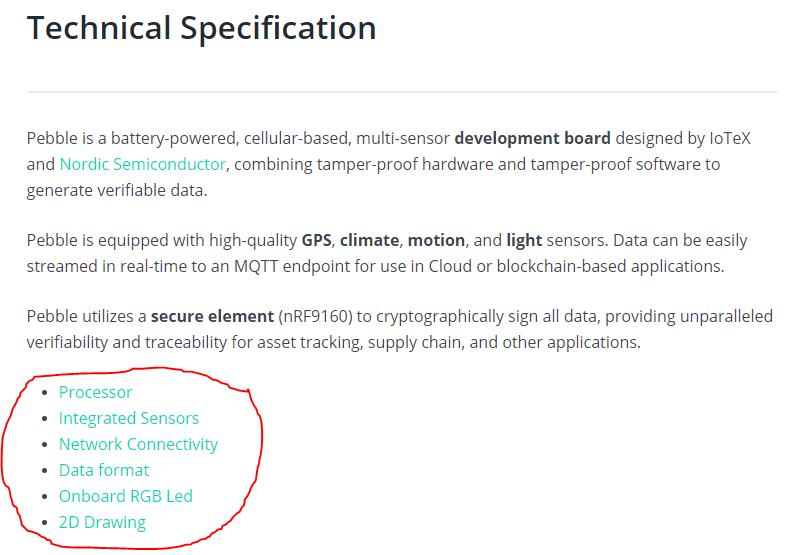 Technical Specification
Pebble is a battery-powered, cellular-based, multi-sensor development board designed by IoTeX
and Nordic Semiconductor, combining tamper-proof hardware and tamper-proof software to
generate verifiable data.
Pebble is equipped with high-quality GPS, climate, motion, and light sensors. Data can be easily
streamed in real-time to an MQTT endpoint for use in Cloud or blockchain-based applications.
Pebble utilizes a secure element (nRF9160) to cryptographically sign all data, providing unparalleled
verifiability and traceability for asset tracking, supply chain, and other applications.
• Processor
• Integrated Sensors
• Network Connectivity
• Data format
• Onboard RGB Led
• 2D Drawing